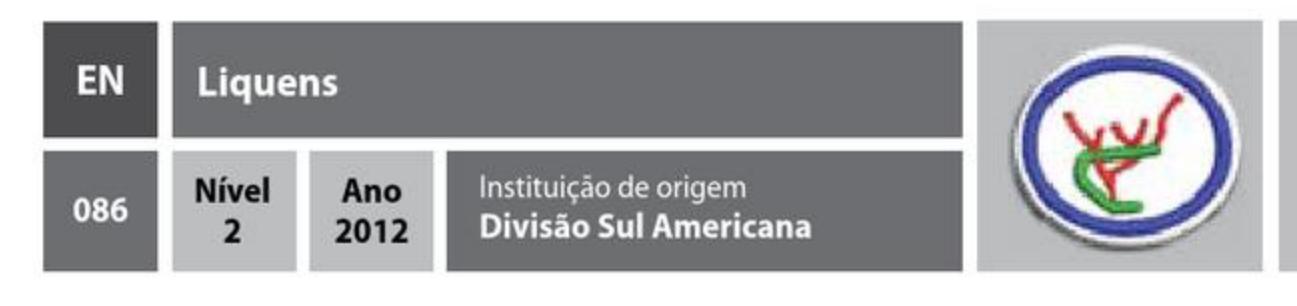 EN
Liquens
086
Nível
2
Ano
2012
Instituição de origem
Divisão Sul Americana